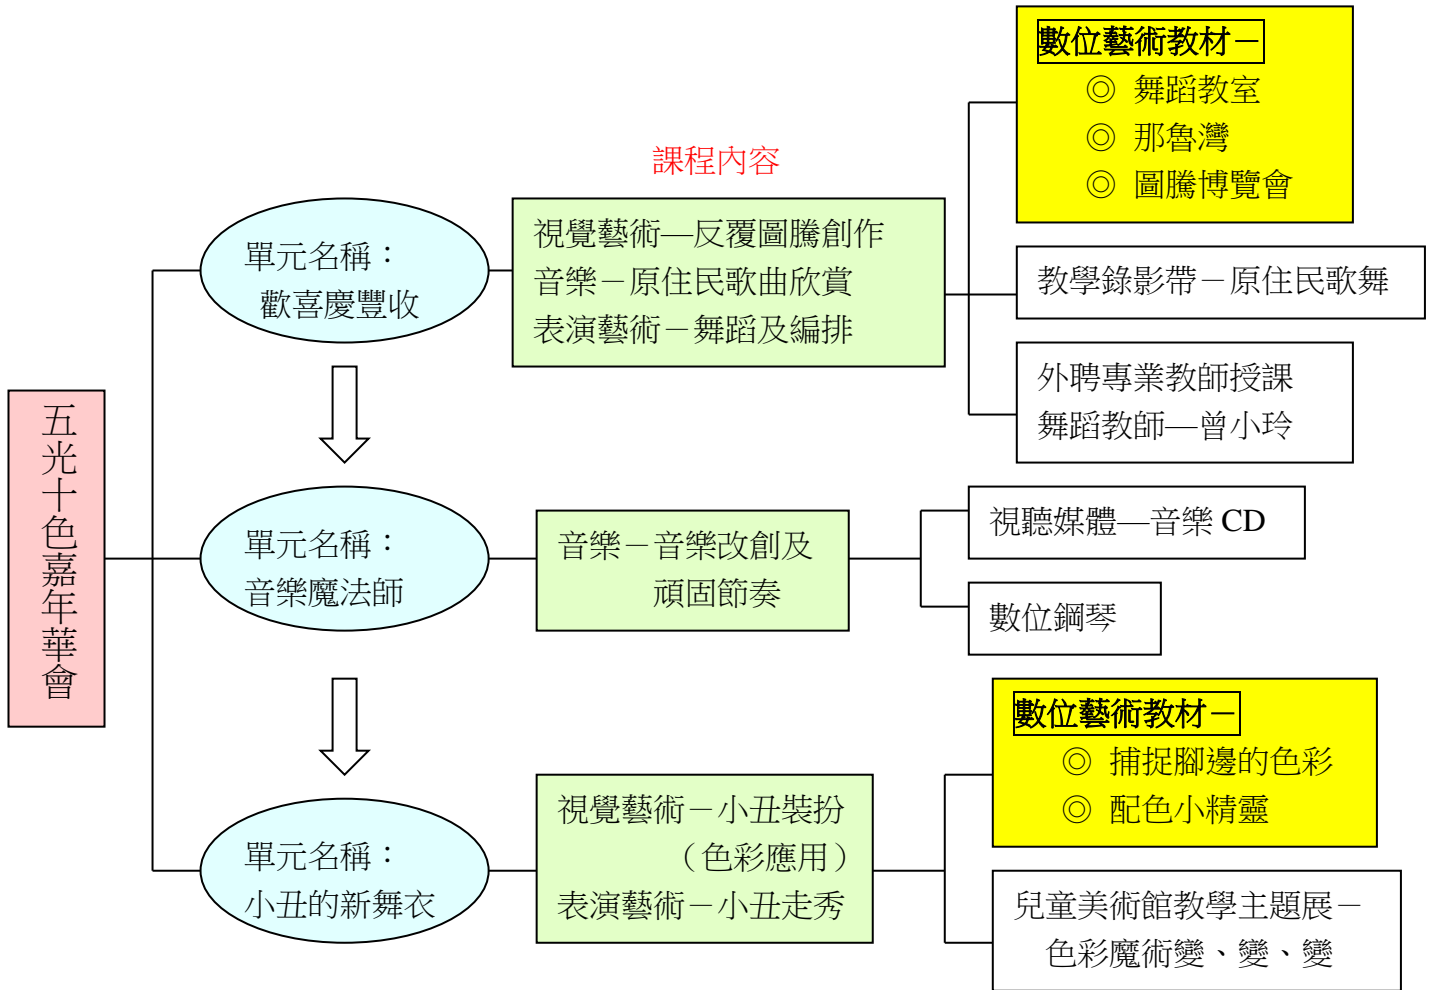 五光十色嘉年華會
課程內容
單元名稱：
歡喜慶豐收
視覺藝術—反覆圖騰創作
音樂－原住民歌曲欣賞
表演藝術－舞蹈及編排
數位藝術教材－
◎ 舞蹈教室
◎ 那魯灣
◎ 圖騰博覽會
教學錄影帶－原住民歌舞
外聘專業教師授課
舞蹈教師—曾小玲
單元名稱：
音樂魔法師
音樂－音樂改創及
頑固節奏
視聽媒體—音樂 CD
數位鋼琴
單元名稱：
小丑的新舞衣
視覺藝術－小丑裝扮
（色彩應用）
表演藝術－小丑走秀
數位藝術教材－
◎ 捕捉腳邊的色彩
◎ 配色小精靈
兒童美術館教學主題展－
色彩魔術變、變、變